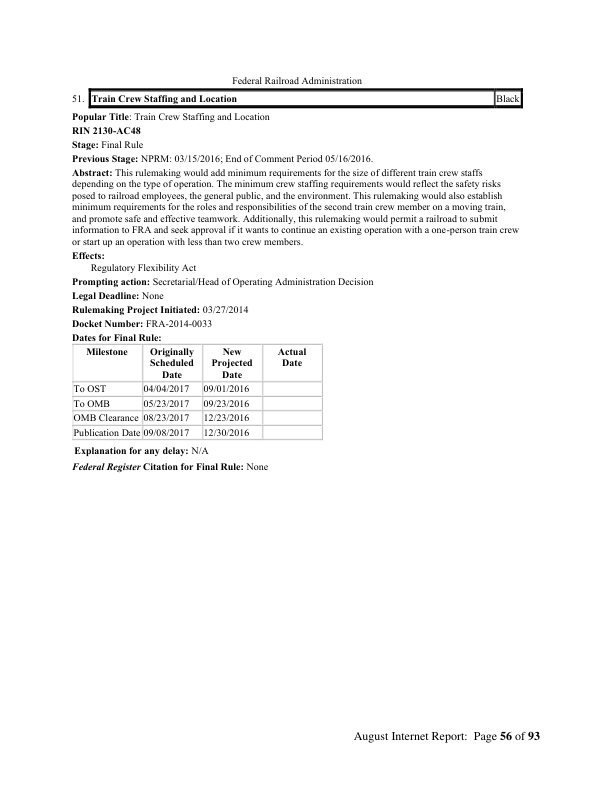 Federal Railroad Administration
51. Train Crew Staffing and Location Black
Popular Title: Train Crew Staffing and Location
RIN 2130-AC48
Stage: Final Rule
Previous Stage: NPRM: 03/15/2016; End of Comment Period 05/16/2016.
Abstract: This rulemaking would add minimum requirements for the size of different train crew staffs
depending on the type of operation. The minimum crew staffing requirements would reflect the safety risks
posed to railroad employees, the general public, and the environment. This rulemaking would also establish
minimum requirements for the roles and responsibilities of the second train crew member on a moving train,
and promote safe and effective teamwork. Additionally, this rulemaking would permit a railroad to submit
information to FRA and seek approval if it wants to continue an existing operation with a one-person train crew
or start up an operation with less than two crew members.
Effects:
Regulatory Flexibility Act
Prompting action: Secretarial/Head of Operating Administration Decision
Legal Deadline: None
Rulemaking Project Initiated: 03/27/2014
Docket Number: FRA-2014-0033
Dates for Final Rule:
Milestone Originally New Actual
Scheduled Projected Date
Date Date
To OST 04/04/2017 09/01/2016
To OMB 05/23/2017 09/23/2016
OMB Clearance 08/23/2017 12/23/2016
Publication Date 09/08/2017 12/30/2016
Explanation for any delay: N/A
Federal Register Citation for Final Rule: None
August Internet Report: Page 56 of 93